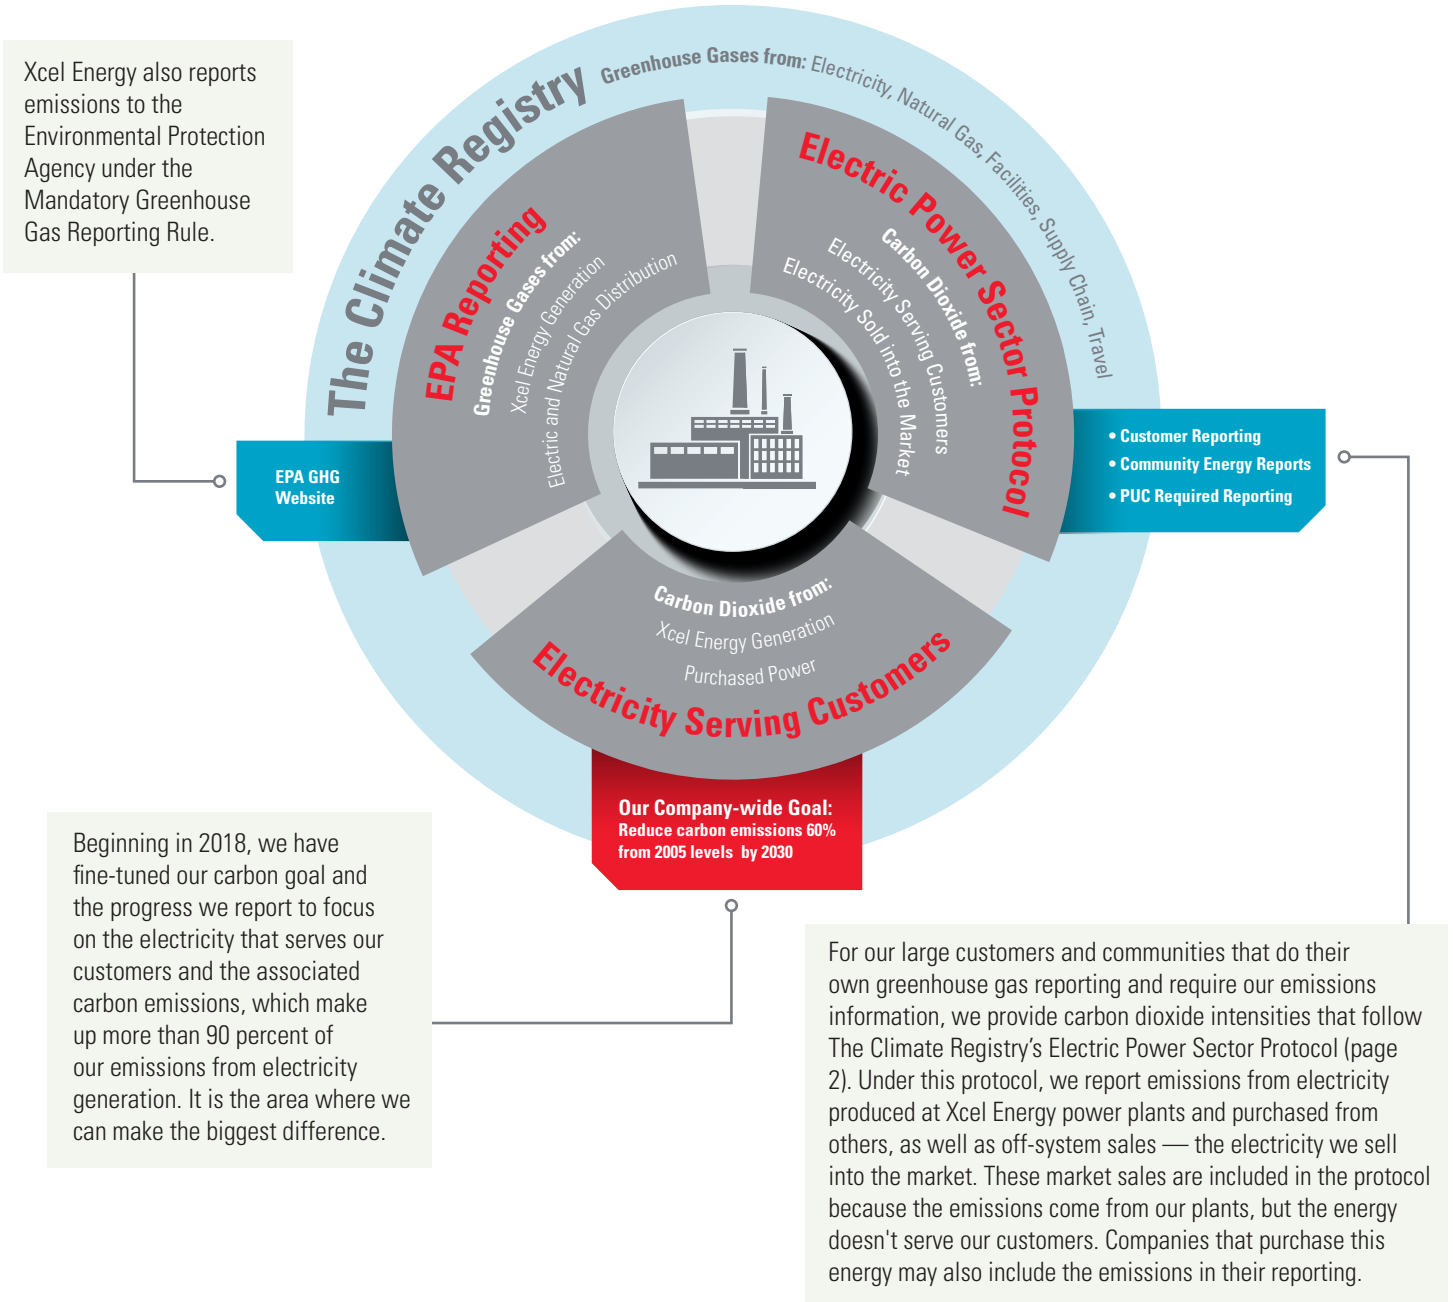 Xcel Energy also reports
emissions to the
Environmental Protection
Agency under the
Mandatory Greenhouse
Gas Reporting Rule.
The Climate Registry
Greenhouse Gases from: Electricity, Natural Gas, Facilities, Supply Chain, Travel
EPA Reporting
Greenhouse Gases from:
Xcel Energy Generation
Electric and Natural Gas Distribution
Electric Power Sector Protocol
Carbon Dioxide from:
Electricity Serving Customers
Electricity Sold into the Market
EPA GHG
Website
• Customer Reporting
• Community Energy Reports
• PUC Required Reporting
Carbon Dioxide from:
Xcel Energy Generation
Purchased Power
Electricity Serving Customers
Our Company-wide Goal:
Reduce carbon emissions 60%
from 2005 levels by 2030
Beginning in 2018, we have
fine-tuned our carbon goal and
the progress we report to focus
on the electricity that serves our
customers and the associated
carbon emissions, which make
up more than 90 percent of
our emissions from electricity
generation. It is the area where we
can make the biggest difference.
For our large customers and communities that do their
own greenhouse gas reporting and require our emissions
information, we provide carbon dioxide intensities that follow
The Climate Registry’s Electric Power Sector Protocol (page
2). Under this protocol, we report emissions from electricity
produced at Xcel Energy power plants and purchased from
others, as well as off-system sales — the electricity we sell
into the market. These market sales are included in the protocol
because the emissions come from our plants, but the energy
doesn't serve our customers. Companies that purchase this
energy may also include the emissions in their reporting.